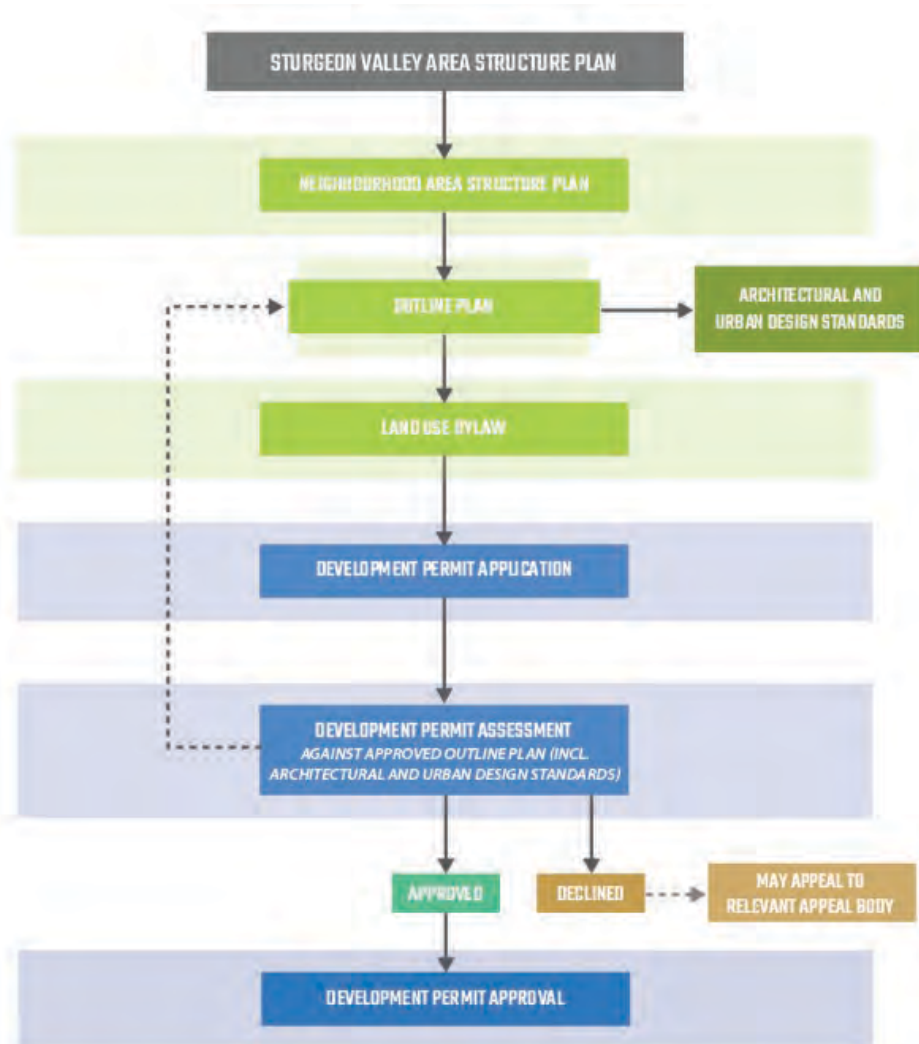 STURGEON VALLEY AREA STRUCTURE PLAN
NEIGHBOURHOOD AREA STRUCTURE PLAN
OUTLINE PLAN
ARCHITECTURAL AND
URBAN DESIGN STANDARDS
LAND USE BYLAW
DEVELOPMENT PERMIT APPLICATION
DEVELOPMENT PERMIT ASSESSMENT
AGAINST APPROVED OUTLINE PLAN (INCL.
ARCHITECTURAL AND URBAN DESIGN STANDARDS)
APPROVED
DECLINED
MAY APPEAL TO
RELEVANT APPEAL BODY
DEVELOPMENT PERMIT APPROVAL